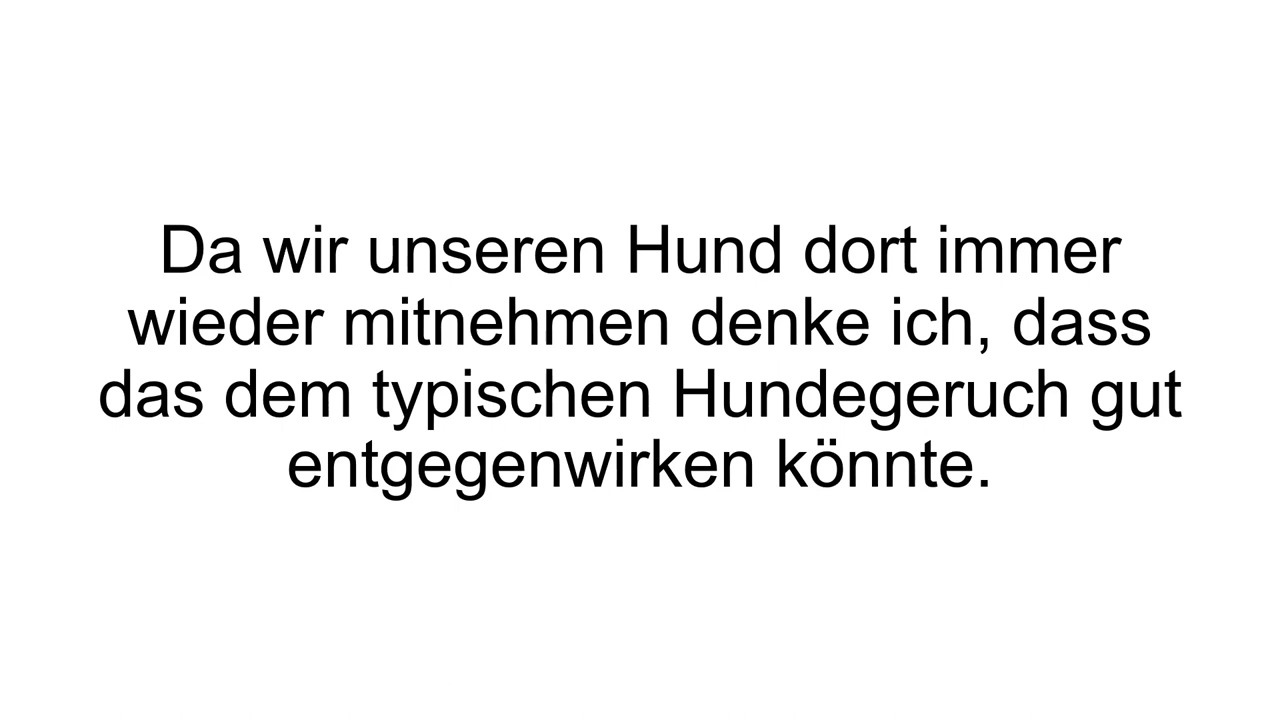 Da wir unseren Hund dort immer
wieder mitnehmen denke ich, dass
das dem typischen Hundegeruch gut
entgegenwirken könnte.